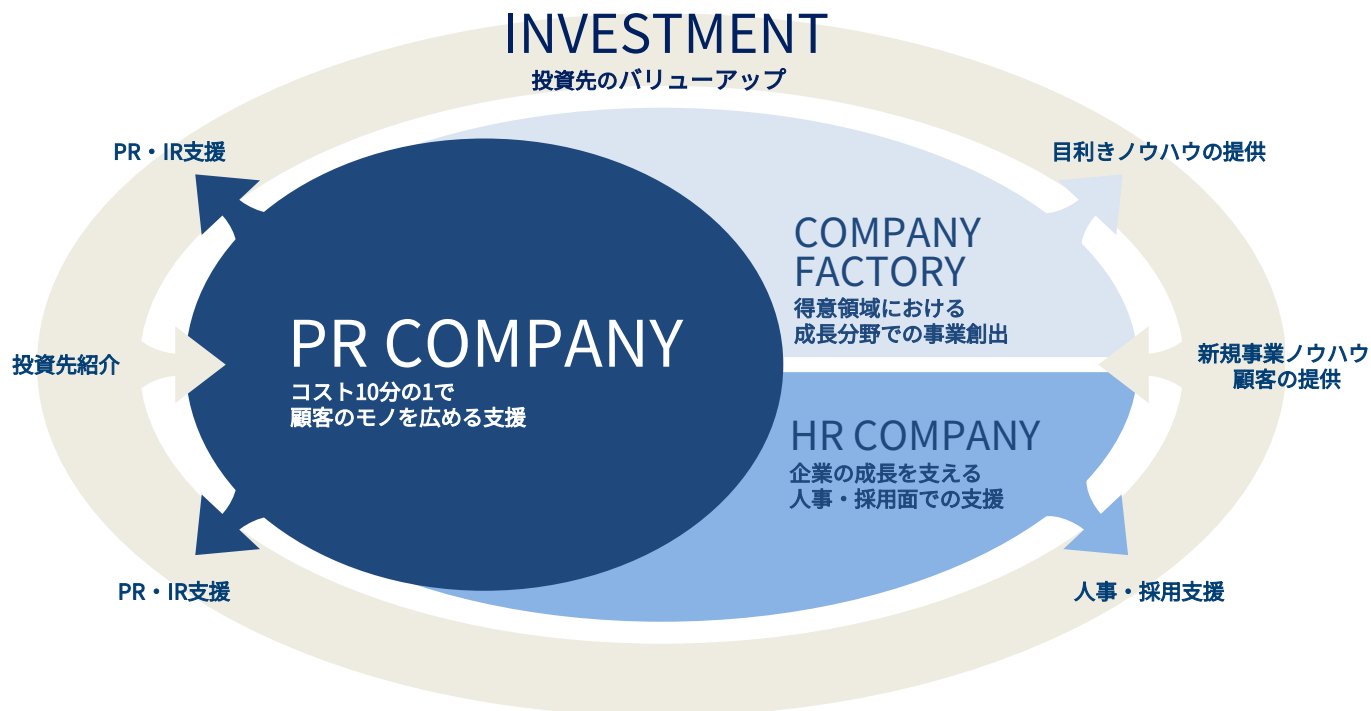 INVESTMENT
投資先のバリューアップ
PR・IR支援
目利きノウハウの提供
COMPANY
FACTORY
得意領域における
成長分野での事業創出
PR COMPANY
コスト10分の1で
顧客のモノを広める支援
投資先紹介
新規事業ノウハウ
顧客の提供
HR COMPANY
企業の成長を支える
人事・採用面での支援
PR・IR支援
人事・採用支援